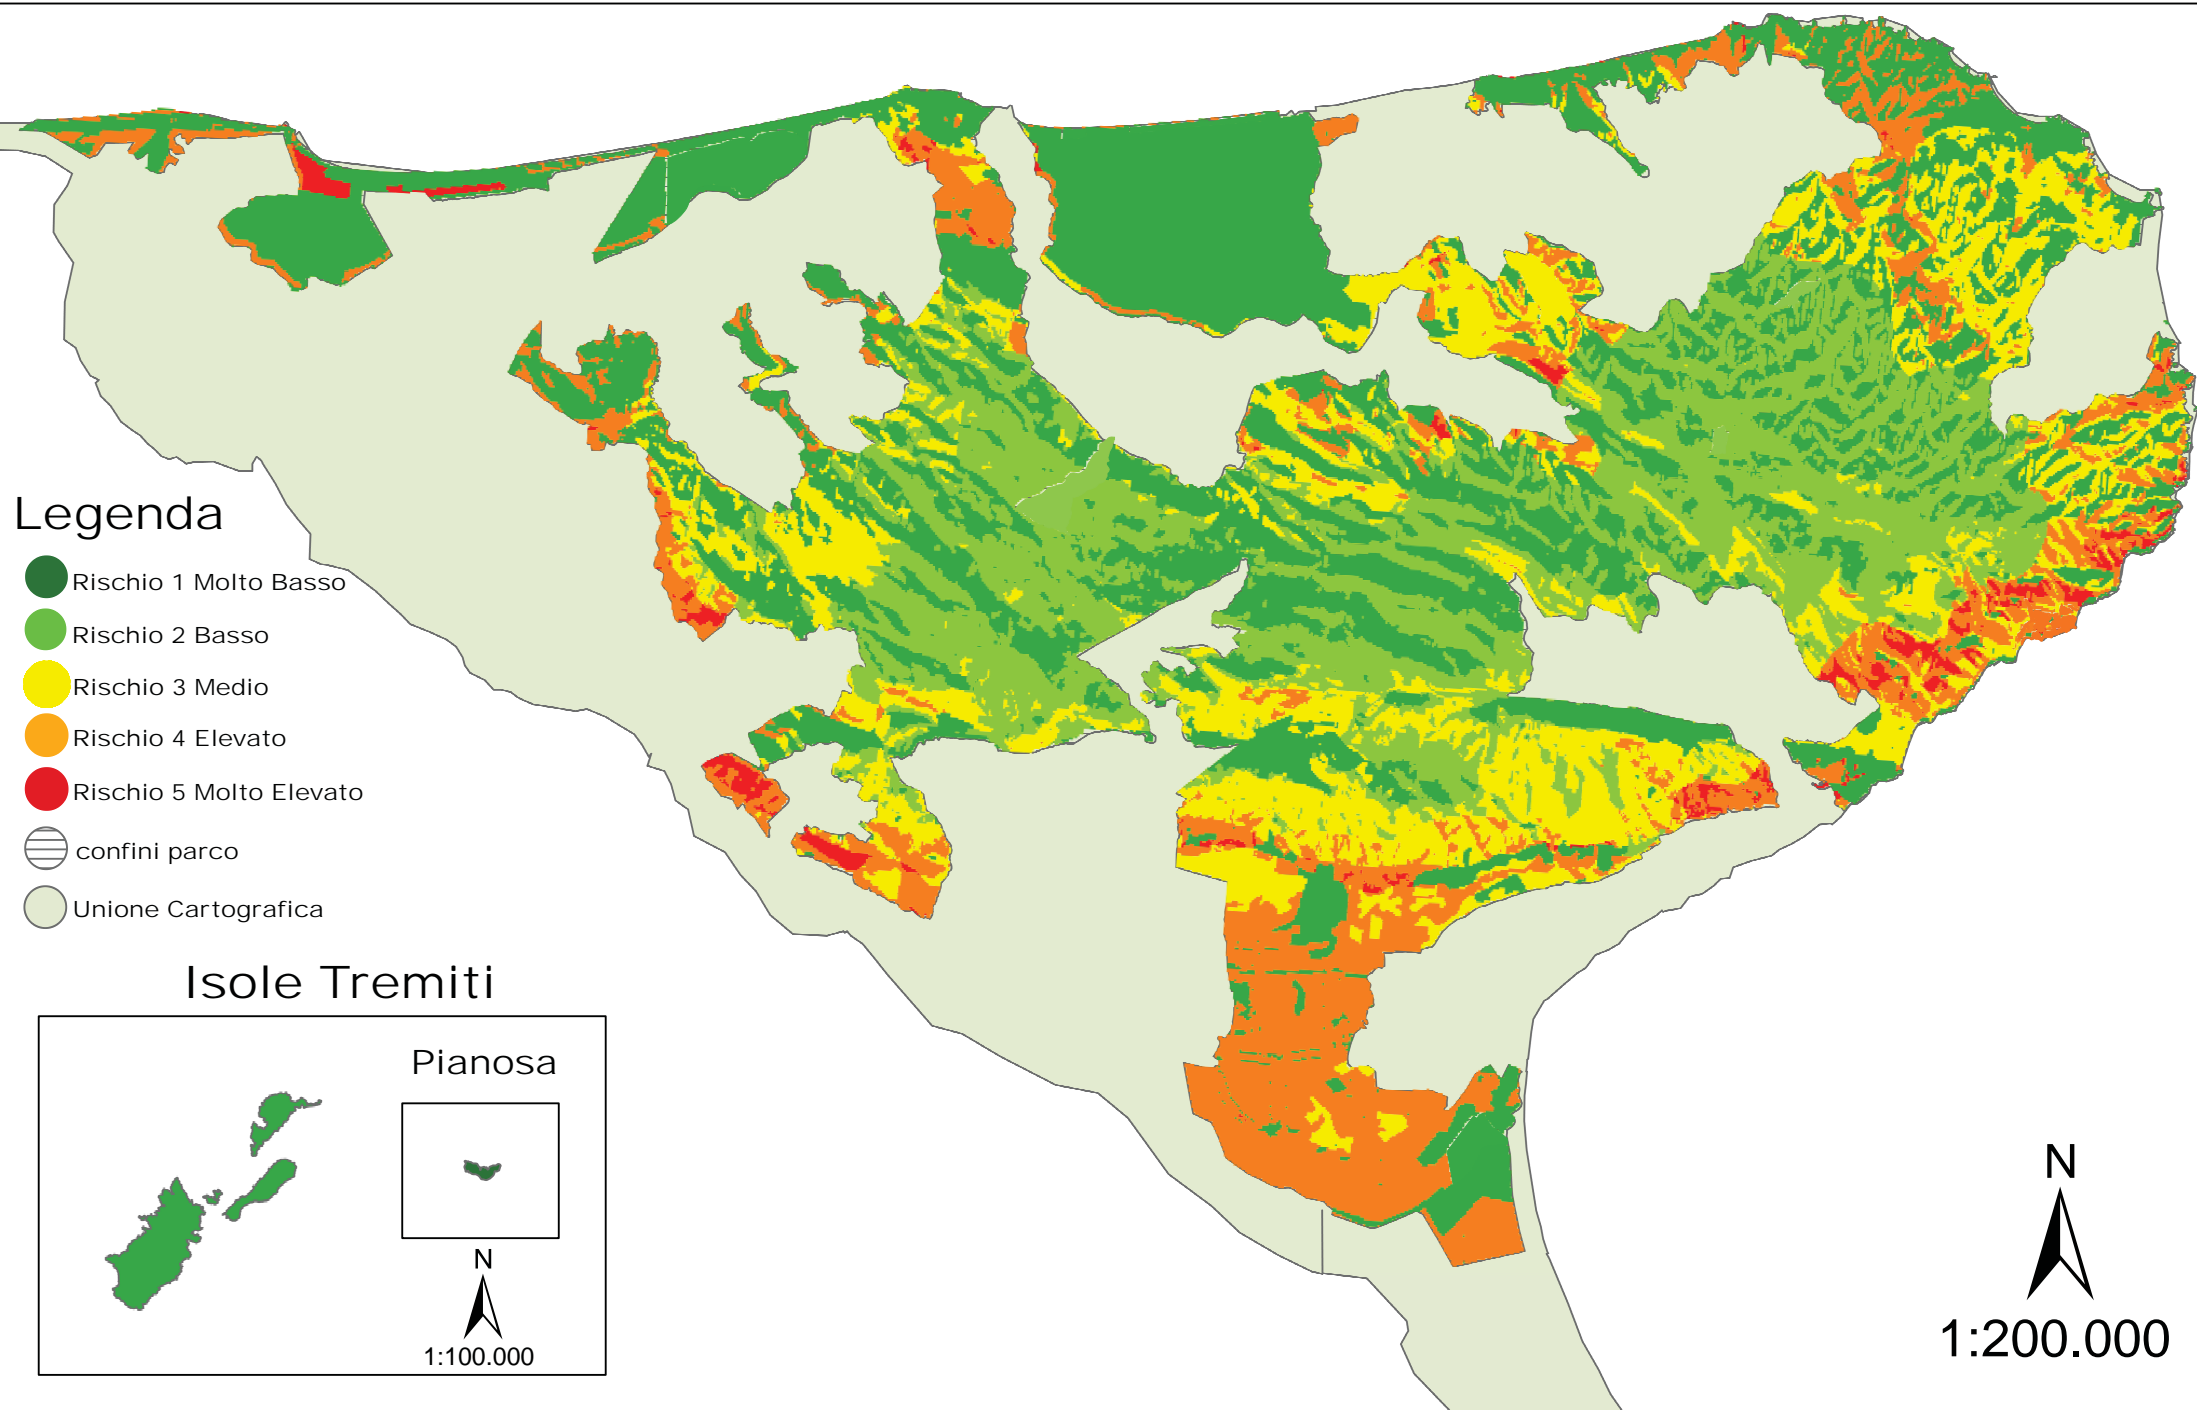 Legenda
Rischio 1 Molto Basso
Rischio 2 Basso
Rischio 3 Medio
Rischio 4 Elevato
Rischio 5 Molto Elevato
confini parco
Unione Cartografica
Isole Tremiti
Pianosa
N
1:100.000
N
1:200.000